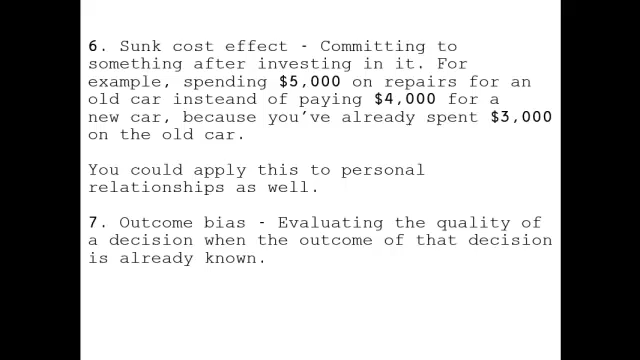 6. Sunk cost effect - Committing to
something after investing in it. For
example, spending $5,000 on repairs for an
old car insteand of paying $4,000 for a
new car, because you've already spent $3,000
on the old car.
You could apply this to personal
relationships as well.
7. Outcome bias - Evaluating the quality of
a decision when the outcome of that decision
is already known.